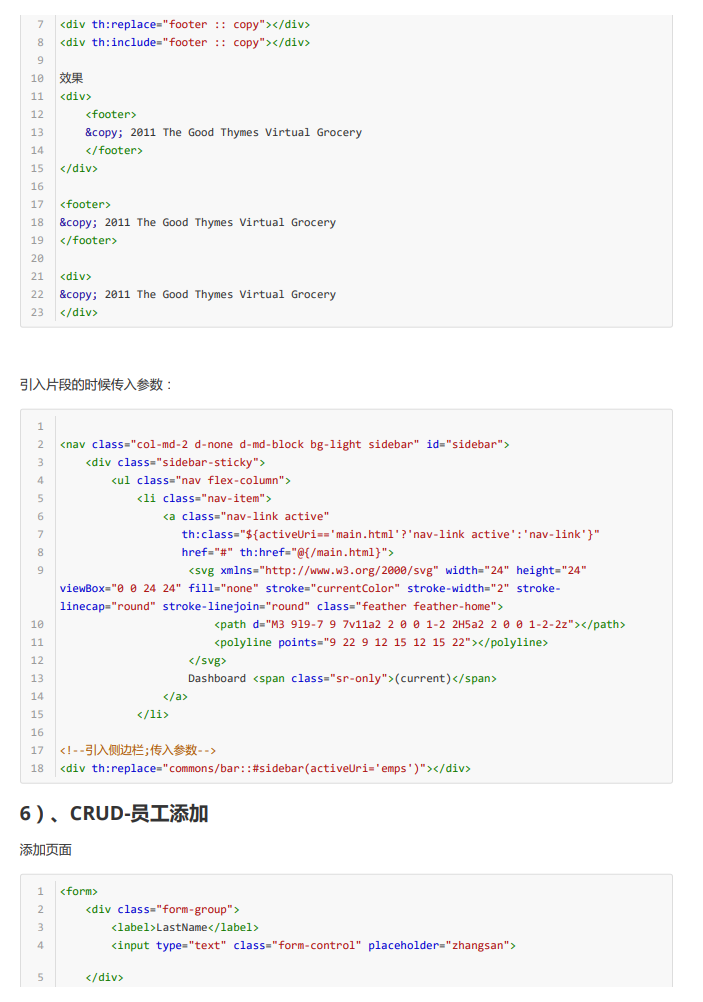 7 <div th:replace="footer :: copy"></div>
8 <div th:include="footer :: copy"></div>
9
10 效果
11 <div>
12 <footer>
13 &copy; 2011 The Good Thymes Virtual Grocery
14 </footer>
15 </div>
16
17 <footer>
18 &copy; 2011 The Good Thymes Virtual Grocery
19 </footer>
20
21 <div>
22 &copy; 2011 The Good Thymes Virtual Grocery
23 </div>
引入片段的时候传入参数：
1
2 <nav class="col-md-2 d-none d-md-block bg-light sidebar" id="sidebar">
3 <div class="sidebar-sticky">
4 <ul class="nav flex-column">
5 <li class="nav-item">
6 <a class="nav-link active"
7 th:class="${activeUri=='main.html'?'nav-link active':'nav-link'}"
8 href="#" th:href="@{/main.html}">
9 <svg xmlns="http://www.w3.org/2000/svg" width="24" height="24"
viewBox="0 0 24 24" fill="none" stroke="currentColor" stroke-width="2" stroke-
linecap="round" stroke-linejoin="round" class="feather feather-home">
10 <path d="M3 9l9-7 9 7v11a2 2 0 0 1-2 2H5a2 2 0 0 1-2-2z"></path>
11 <polyline points="9 22 9 12 15 12 15 22"></polyline>
12 </svg>
13 Dashboard <span class="sr-only">(current)</span>
14 </a>
15 </li>
16
17 <!--引入侧边栏;传入参数-->
18 <div th:replace="commons/bar::#sidebar(activeUri='emps')"></div>
6）、CRUD-员工添加
添加页面
1 <form>
2 <div class="form-group">
3 <label>LastName</label>
4 <input type="text" class="form-control" placeholder="zhangsan">
5 </div>